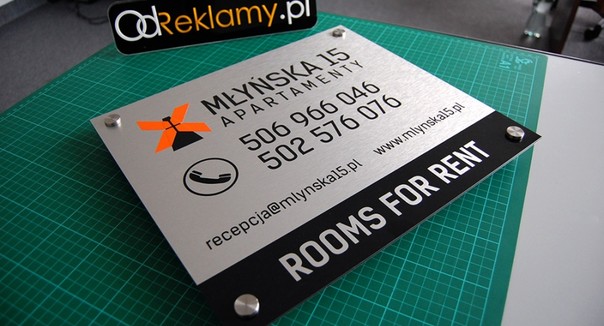 OdReklamy.pl
MŁYŃSKA 15
APARTAMENTY
506 966 046
502 576 076
recepcja@mlynska15.pl www.mlynska15.pl
ROOMS FOR RENT